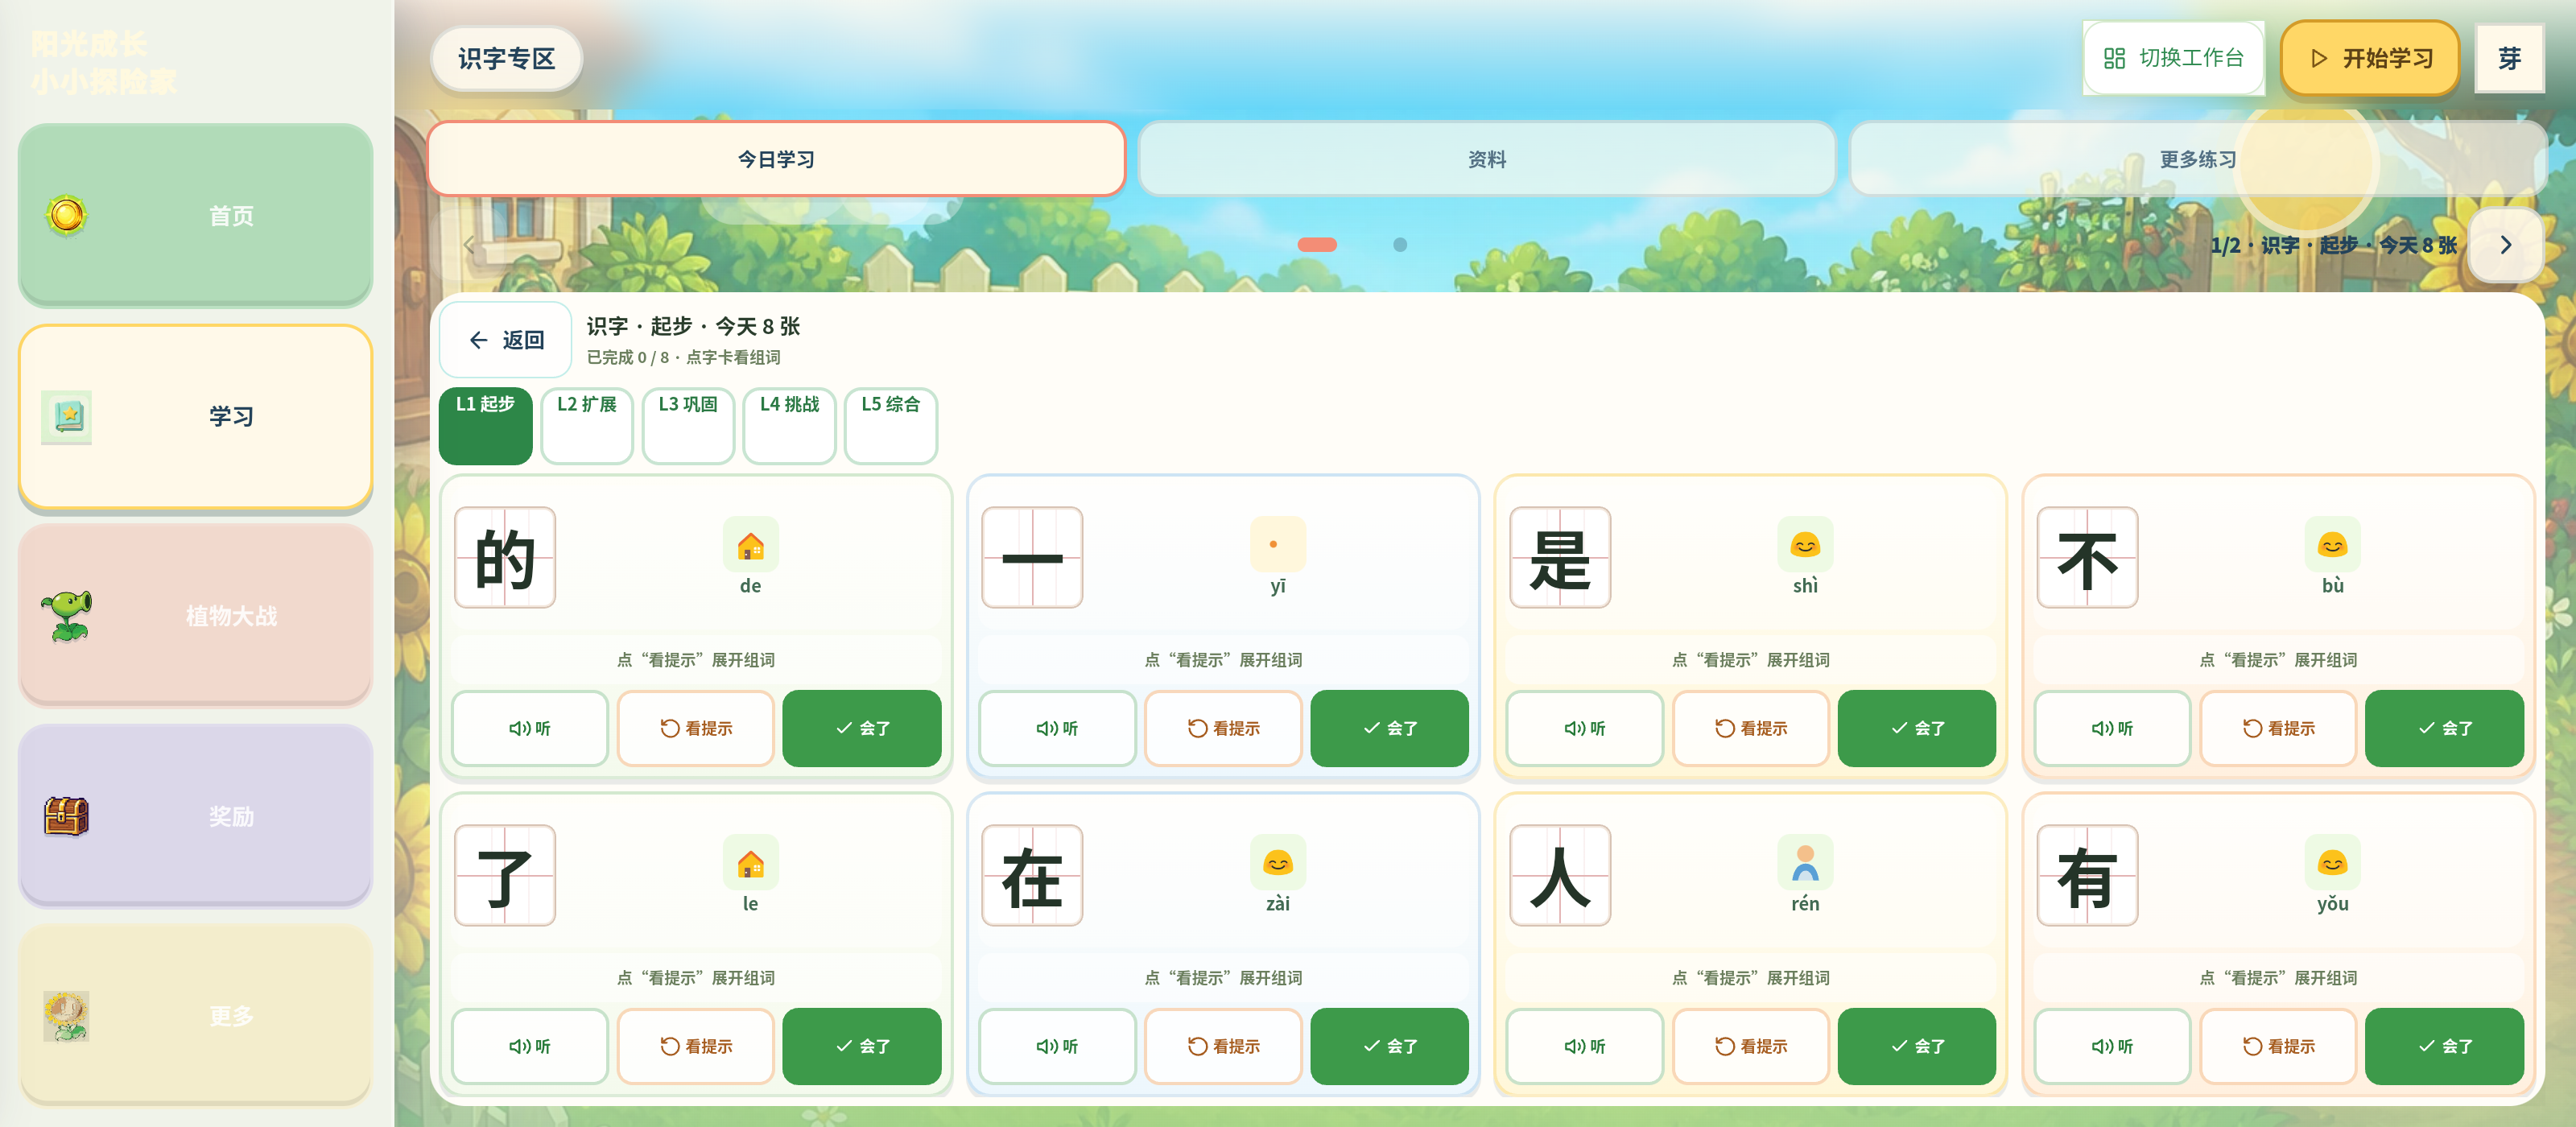 阳光成长
小小探险家
首页
学习
植物大战
奖励
更多
识字专区
切换工作台
开始学习
芽
今日学习
资料
更多练习
1/2 · 识字 · 起步 · 今天 8 张
返回
识字 · 起步 · 今天 8 张
已完成 0 / 8 · 点字卡看组词
L1 起步
L2 扩展
L3 巩固
L4 挑战
L5 综合
的
de
点“看提示”展开组词
听
看提示
会了
一
yī
点“看提示”展开组词
听
看提示
会了
是
shì
点“看提示”展开组词
听
看提示
会了
不
bù
点“看提示”展开组词
听
看提示
会了
了
le
点“看提示”展开组词
听
看提示
会了
在
zài
点“看提示”展开组词
听
看提示
会了
人
rén
点“看提示”展开组词
听
看提示
会了
有
yǒu
点“看提示”展开组词
听
看提示
会了